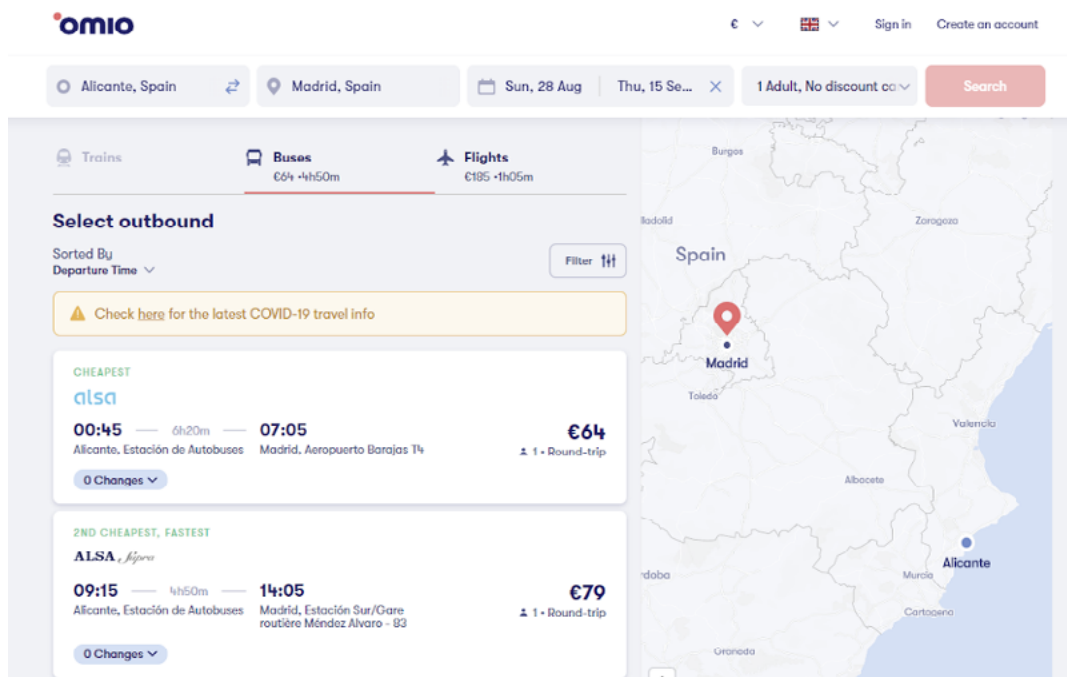 omio
€
Sign in
Create an account
Alicante, Spain
Madrid, Spain
Sun, 28 Aug
Thu, 15 Se...
1 Adult, No discount ca
Search
Trains
Buses
€64 •4h50m
Flights
€185 •1h05m
Select outbound
Sorted By
Departure Time
Filter
Check here for the latest COVID-19 travel info
CHEAPEST
alsa
00:45
6h20m
07:05
€64
Alicante, Estación de Autobuses
Madrid, Aeropuerto Barajas T4
1 • Round-trip
0 Changes
2ND CHEAPEST, FASTEST
ALSA Supra
09:15
4h50m
14:05
€79
Alicante, Estación de Autobuses
Madrid, Estación Sur/Gare
routière Méndez Alvaro - 83
1 • Round-trip
0 Changes
Burgos
lladolid
Zaragoza
Spain
Madrid
Toledo
Valencia
Albacete
Alicante
rdoba
Murcia
Cartagena
Granada